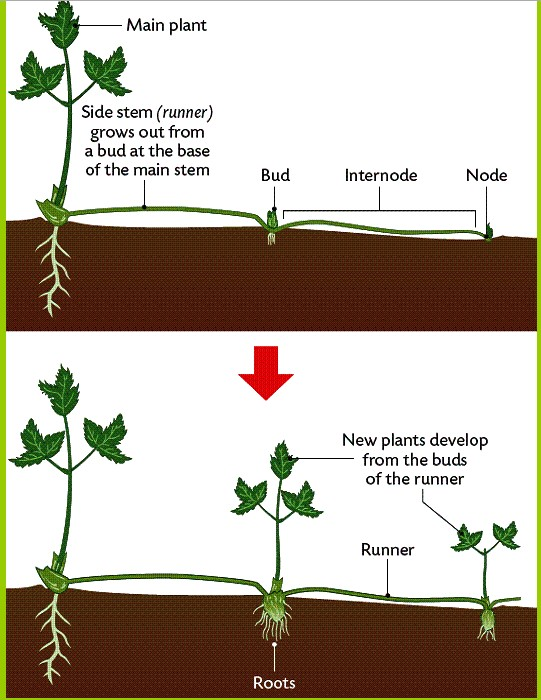 Main plant
Side stem (runner)
grows out from
a bud at the base
of the main stem
Bud
Internode
Node
New plants develop
from the buds
of the runner
Runner
Roots